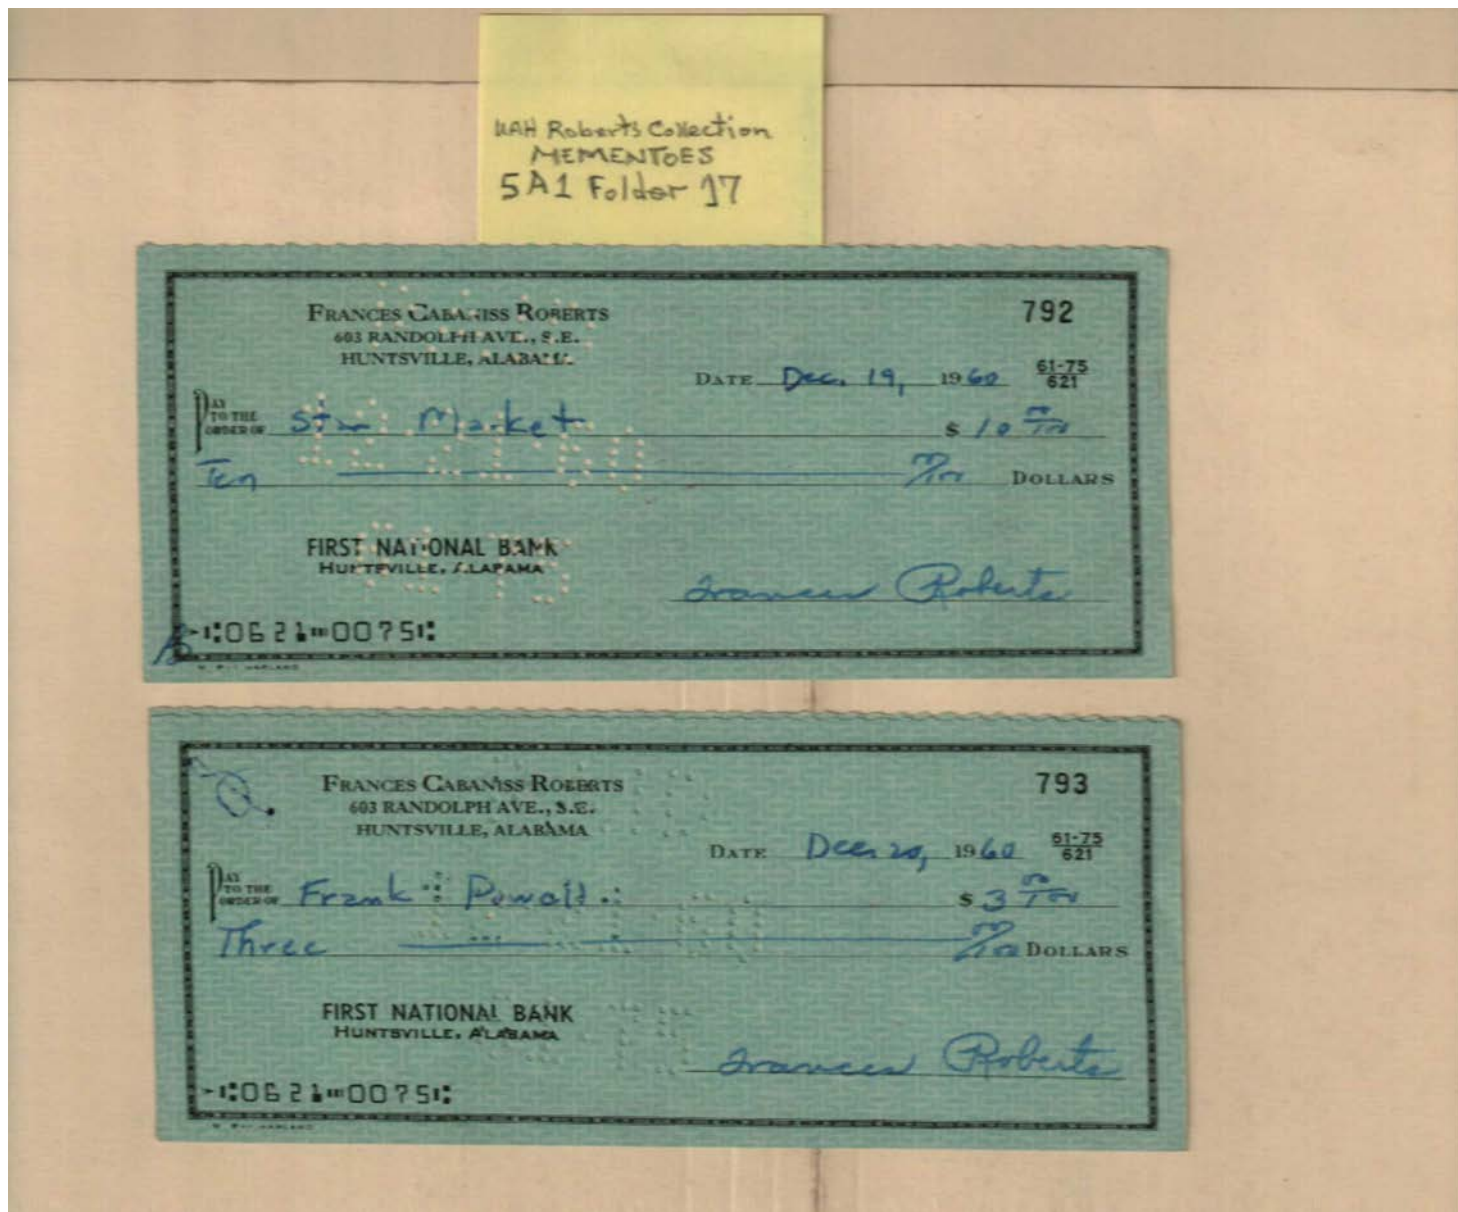 UAH Roberts Collection
MEMENTOES
5A1 Folder 17
FRANCES CABANISS ROBERTS
603 RANDOLPH AVE., S.E.
HUNTSVILLE, ALABAMA
792
DATE Dec. 19, 1960
61-75
621
PAY
TO THE
ORDER OF Star Market $ 10 00/100
Ten 00/100 DOLLARS
FIRST NATIONAL BANK
HUNTSVILLE, ALABAMA
Frances Roberts
0621 0075
FRANCES CABANISS ROBERTS
603 RANDOLPH AVE., S.E.
HUNTSVILLE, ALABAMA
793
DATE Dec. 20, 1960
61-75
621
PAY
TO THE
ORDER OF Frank Powell $ 3 00/100
Three 00/100 DOLLARS
FIRST NATIONAL BANK
HUNTSVILLE, ALABAMA
Frances Roberts
0621 0075